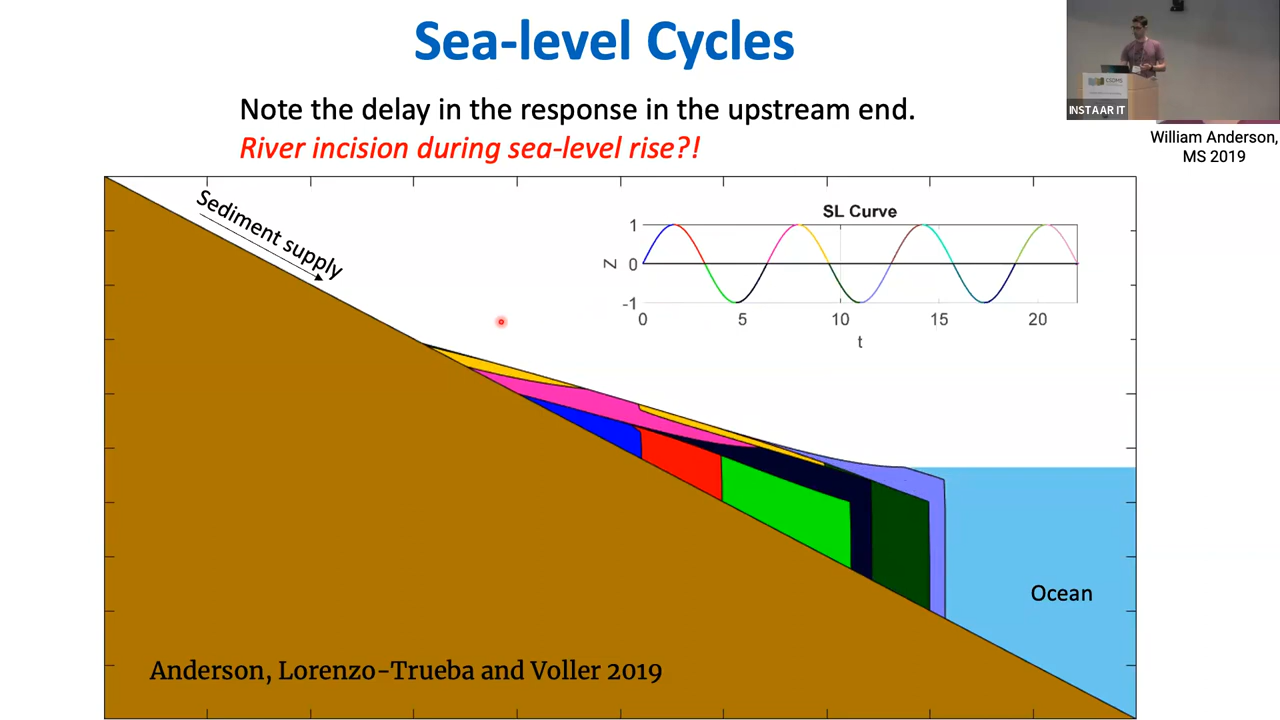 Sea-level Cycles
Note the delay in the response in the upstream end.
River incision during sea-level rise?!
INSTAAR IT
William Anderson,
MS 2019
Sediment supply
SL Curve
1
0
-1
Z
0
5
10
15
20
t
Ocean
Anderson, Lorenzo-Trueba and Voller 2019